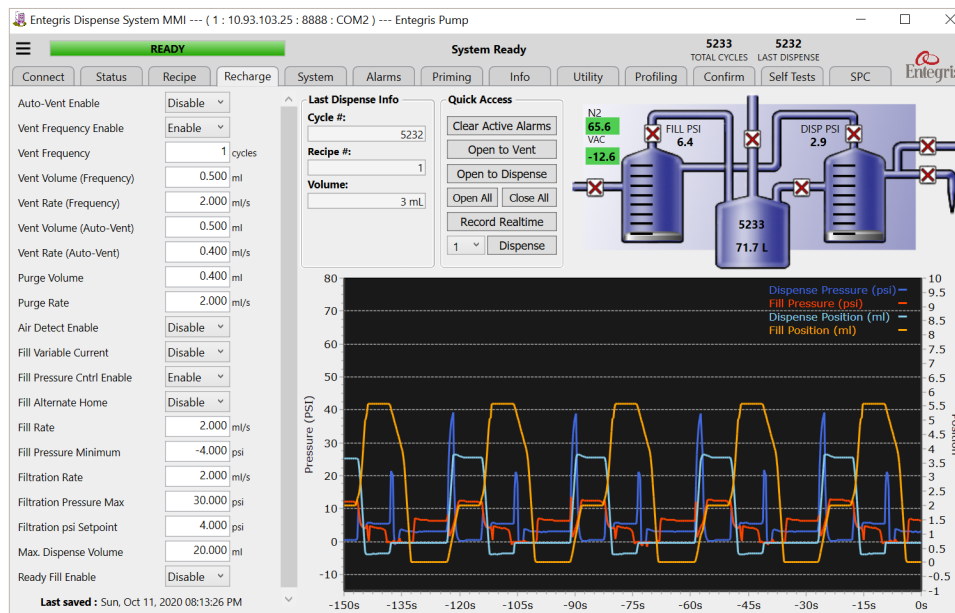 Entegris Dispense System MMI --- ( 1 : 10.93.103.25 : 8888 : COM2 ) --- Entegris Pump
READY
System Ready
5233
TOTAL CYCLES
5232
LAST DISPENSE
Entegris
Connect
Status
Recipe
Recharge
System
Alarms
Priming
Info
Utility
Profiling
Confirm
Self Tests
SPC
Auto-Vent Enable Disable
Vent Frequency Enable Enable
Vent Frequency 1 cycles
Vent Volume (Frequency) 0.500 ml
Vent Rate (Frequency) 2.000 ml/s
Vent Volume (Auto-Vent) 0.500 ml
Vent Rate (Auto-Vent) 0.400 ml/s
Purge Volume 0.400 ml
Purge Rate 2.000 ml/s
Air Detect Enable Disable
Fill Variable Current Disable
Fill Pressure Cntrl Enable Enable
Fill Alternate Home Disable
Fill Rate 2.000 ml/s
Fill Pressure Minimum -4.000 psi
Filtration Rate 2.000 ml/s
Filtration Pressure Max 30.000 psi
Filtration psi Setpoint 4.000 psi
Max. Dispense Volume 20.000 ml
Ready Fill Enable Disable
Last saved : Sun, Oct 11, 2020 08:13:26 PM
Last Dispense Info
Cycle #:
5232
Recipe #:
1
Volume:
3 mL
Quick Access
Clear Active Alarms
Open to Vent
Open to Dispense
Open All Close All
Record Realtime
1 Dispense
N2
65.6
VAC
-12.6
FILL PSI
6.4
DISP PSI
2.9
5233
71.7 L
Dispense Pressure (psi)
Fill Pressure (psi)
Dispense Position (ml)
Fill Position (ml)
Pressure (PSI)
80
70
60
50
40
30
20
10
0
-10
10
9.5
9
8.5
8
7.5
7
6.5
6
5.5
5
4.5
4
3.5
3
2.5
2
1.5
1
0.5
0
-0.5
-1
-150s -135s -120s -105s -90s -75s -60s -45s -30s -15s 0s